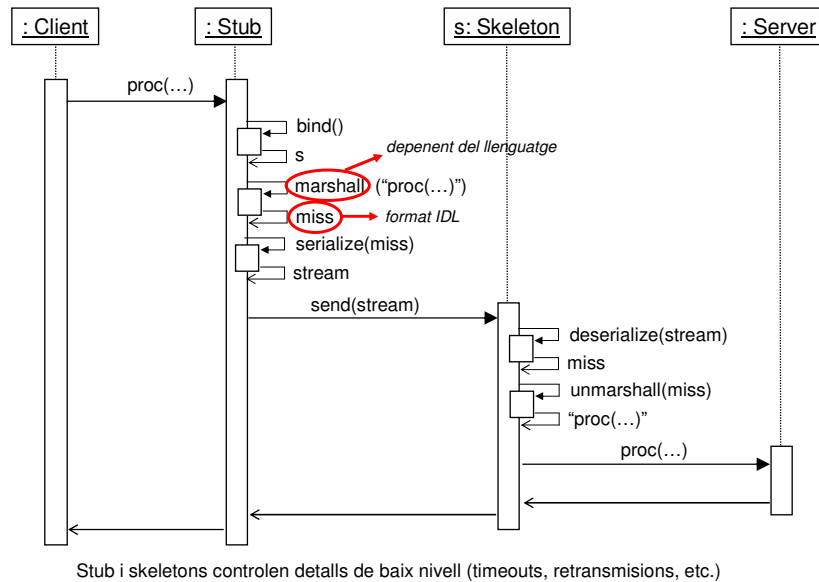 : Client
: Stub
s: Skeleton
: Server
proc(…)
bind()
depenent del llenguatge
s
marshall (“proc(…)”)
miss
format IDL
serialize(miss)
stream
send(stream)
deserialize(stream)
miss
unmarshall(miss)
“proc(…)”
proc(…)
Stub i skeletons controlen detalls de baix nivell (timeouts, retransmisions, etc.)